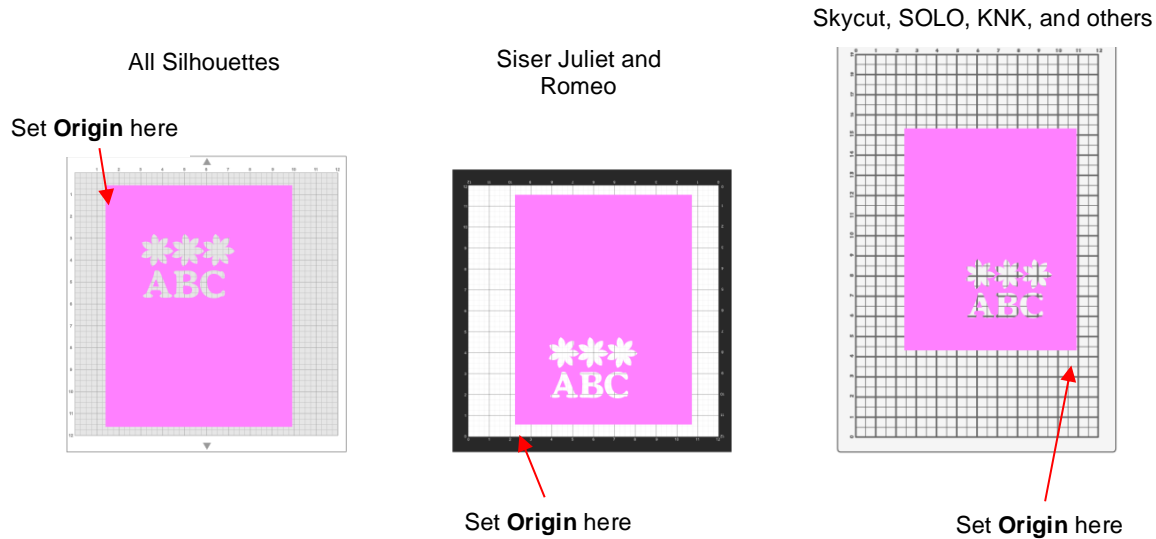 Skycut, SOLO, KNK, and others
All Silhouettes
Siser Juliet and
Romeo
Set Origin here
ABC
ABC
ABC
Set Origin here
Set Origin here